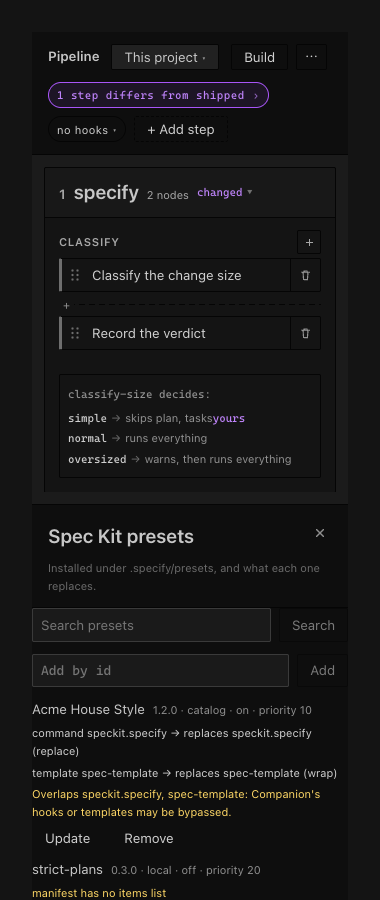 Pipeline This project · Build ···
1 step differs from shipped ›
no hooks ▾ + Add step
1 specify 2 nodes changed ▾
CLASSIFY +
Classify the change size
+
Record the verdict
classify-size decides:
simple → skips plan, tasksyours
normal → runs everything
oversized → warns, then runs everything
Spec Kit presets ✕
Installed under .specify/presets, and what each one
replaces.
Search presets Search
Add by id Add
Acme House Style 1.2.0 · catalog · on · priority 10
command speckit.specify → replaces speckit.specify
(replace)
template spec-template → replaces spec-template (wrap)
Overlaps speckit.specify, spec-template: Companion's
hooks or templates may be bypassed.
Update Remove
strict-plans 0.3.0 · local · off · priority 20
manifest has no items list